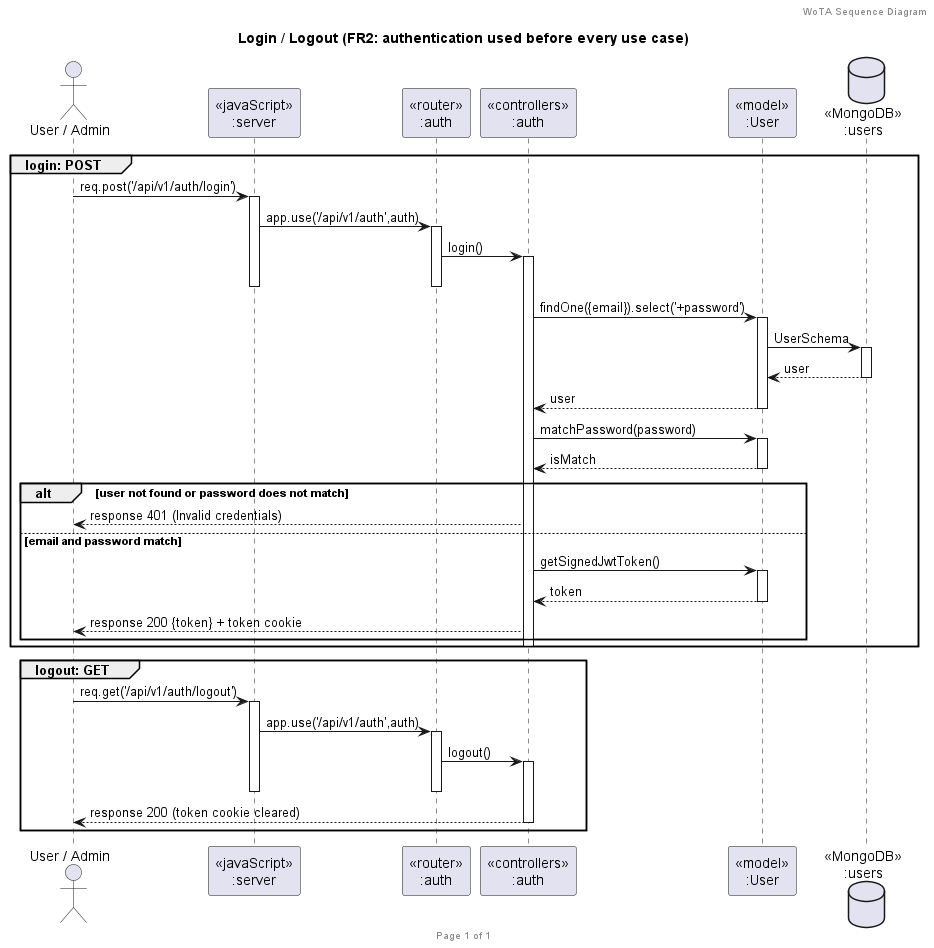 WoTA Sequence Diagram
Login / Logout (FR2: authentication used before every use case)
User / Admin
«javaScript»
:server
«router»
:auth
«controllers»
:auth
«model»
:User
«MongoDB»
:users
login: POST
req.post('/api/v1/auth/login')
app.use('/api/v1/auth',auth)
login()
findOne({email}).select('+password')
UserSchema
user
user
matchPassword(password)
isMatch
alt [user not found or password does not match]
response 401 (Invalid credentials)
[email and password match]
getSignedJwtToken()
token
response 200 {token} + token cookie
logout: GET
req.get('/api/v1/auth/logout')
app.use('/api/v1/auth',auth)
logout()
response 200 (token cookie cleared)
User / Admin
«javaScript»
:server
«router»
:auth
«controllers»
:auth
«model»
:User
«MongoDB»
:users
Page 1 of 1